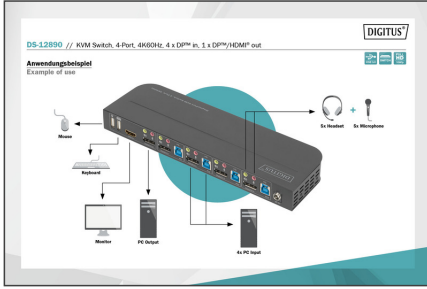 DIGITUS®
DS-12890 // KVM Switch, 4-Port, 4K60Hz, 4 x DP™ in, 1 x DP™/HDMI® out
Anwendungsbeispiel
Example of use
5x Headset + 5x Microphone
Mouse
Keyboard
Monitor
PC Output
4x PC Input
DIGITUS